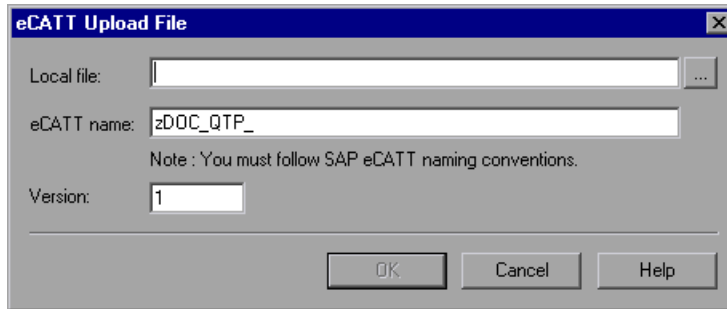 eCATT Upload File
Local file:
...
eCATT name: zDOC_QTP_
Note : You must follow SAP eCATT naming conventions.
Version: 1
OK Cancel Help